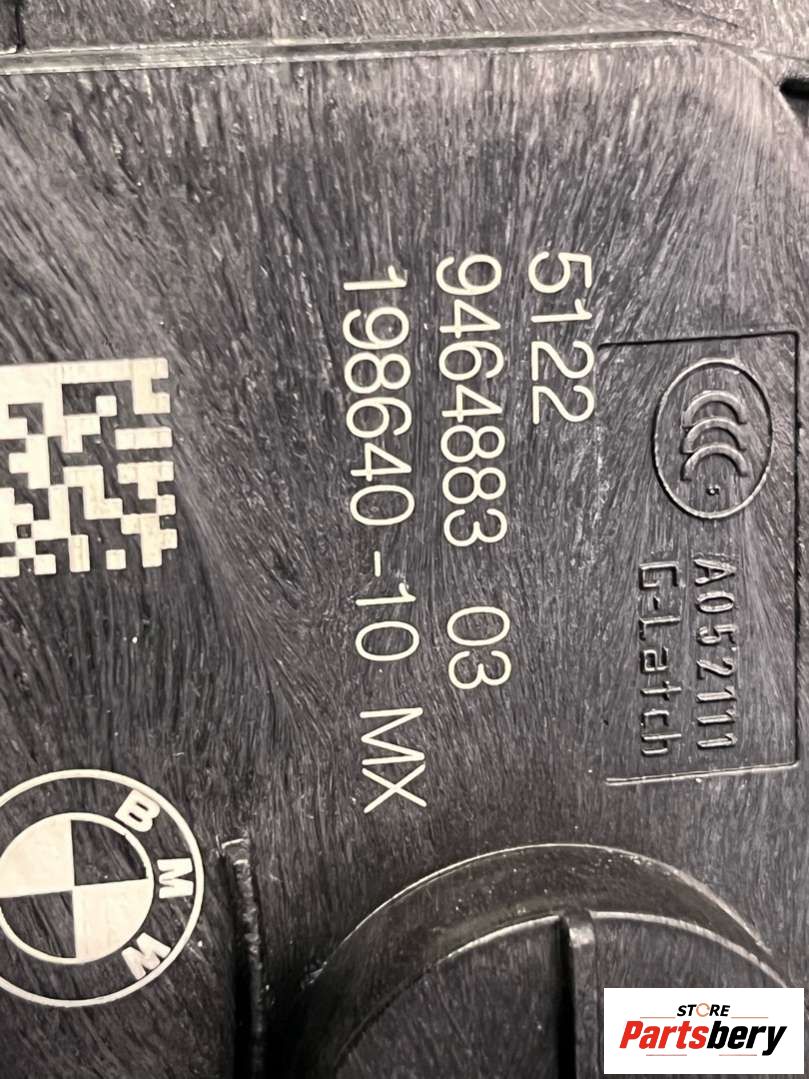 5122
9464883 03
198640-10 MX
A052111
G-Latch
BMW
STORE
Partsbery